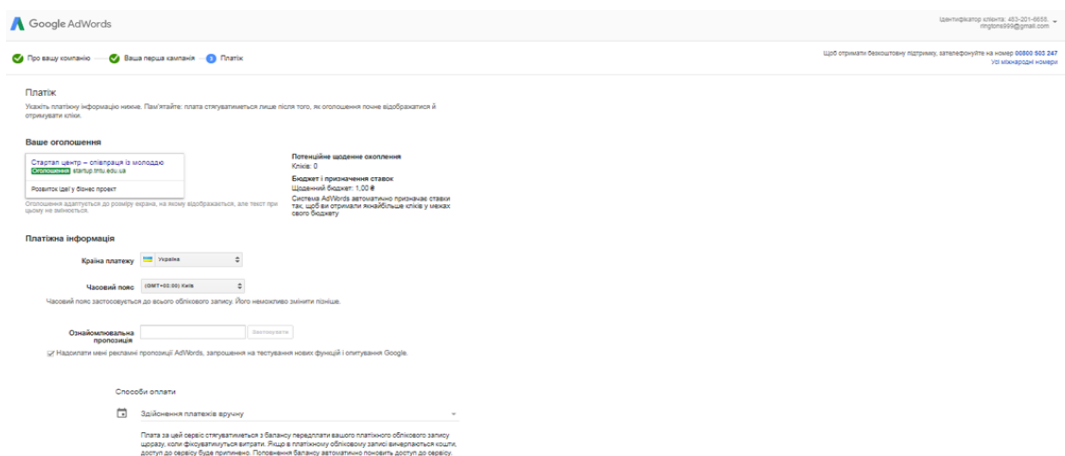 Google AdWords
Ідентифікатор клієнта: 453-201-6658.
ringtons999@gmail.com
Про вашу компанію
Ваша перша кампанія
3 Платіж
Щоб отримати безкоштовну підтримку, зателефонуйте на номер 00800 503 247
Усі міжнародні номери
Платіж
Укажіть платіжну інформацію нижче. Пам'ятайте: плата стягуватиметься лише після того, як оголошення почне відображатися й
отримувати кліки.
Ваше оголошення
Стартап центр – співпраця із молоддю
Оголошення startup.tntu.edu.ua
Розвиток ідеї у бізнес проект
Оголошення адаптується до розміру екрана, на якому відображається, але текст при
цьому не змінюється.
Потенційне щоденне охоплення
Кліків: 0
Бюджет і призначення ставок
Щоденний бюджет: 1,00 ₴
Система AdWords автоматично призначає ставки
так, щоб ви отримали якнайбільше кліків у межах
свого бюджету
Платіжна інформація
Країна платежу Україна
Часовий пояс (GMT+03:00) Київ
Часовий пояс застосовується до всього облікового запису. Його неможливо змінити пізніше.
Ознайомлювальна
пропозиція
Застосувати
Надсилати мені рекламні пропозиції AdWords, запрошення на тестування нових функцій і опитування Google.
Способи оплати
Здійснення платежів вручну
Плата за цей сервіс стягуватиметься з балансу передплати вашого платіжного облікового запису
щоразу, коли фіксуватимуться витрати. Якщо в платіжному обліковому записі вичерпаються кошти,
доступ до сервісу буде припинено. Поповнення балансу автоматично поновить доступ до сервісу.